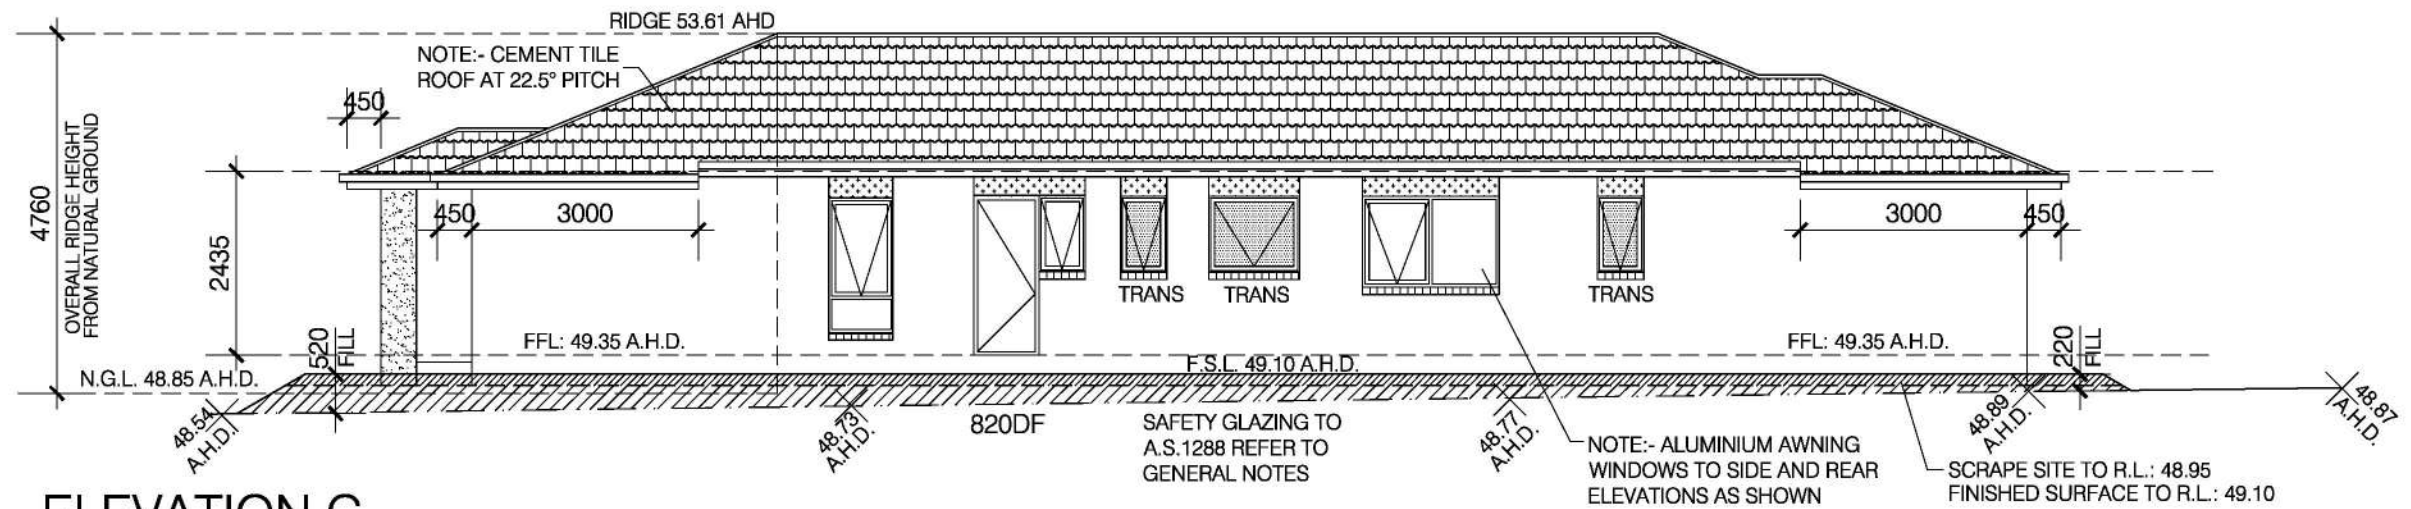 RIDGE 53.61 AHD
NOTE:- CEMENT TILE
ROOF AT 22.5° PITCH
450
4760
OVERALL RIDGE HEIGHT
FROM NATURAL GROUND
2435
450
3000
3000
450
TRANS
TRANS
TRANS
520
FILL
FFL: 49.35 A.H.D.
FFL: 49.35 A.H.D.
220
FILL
N.G.L. 48.85 A.H.D.
F.S.L. 49.10 A.H.D.
48.54
A.H.D.
48.73
A.H.D.
820DF
SAFETY GLAZING TO
A.S.1288 REFER TO
GENERAL NOTES
48.77
A.H.D.
NOTE:- ALUMINIUM AWNING
WINDOWS TO SIDE AND REAR
ELEVATIONS AS SHOWN
48.89
A.H.D.
48.87
A.H.D.
SCRAPE SITE TO R.L.: 48.95
FINISHED SURFACE TO R.L.: 49.10
ELEVATION C